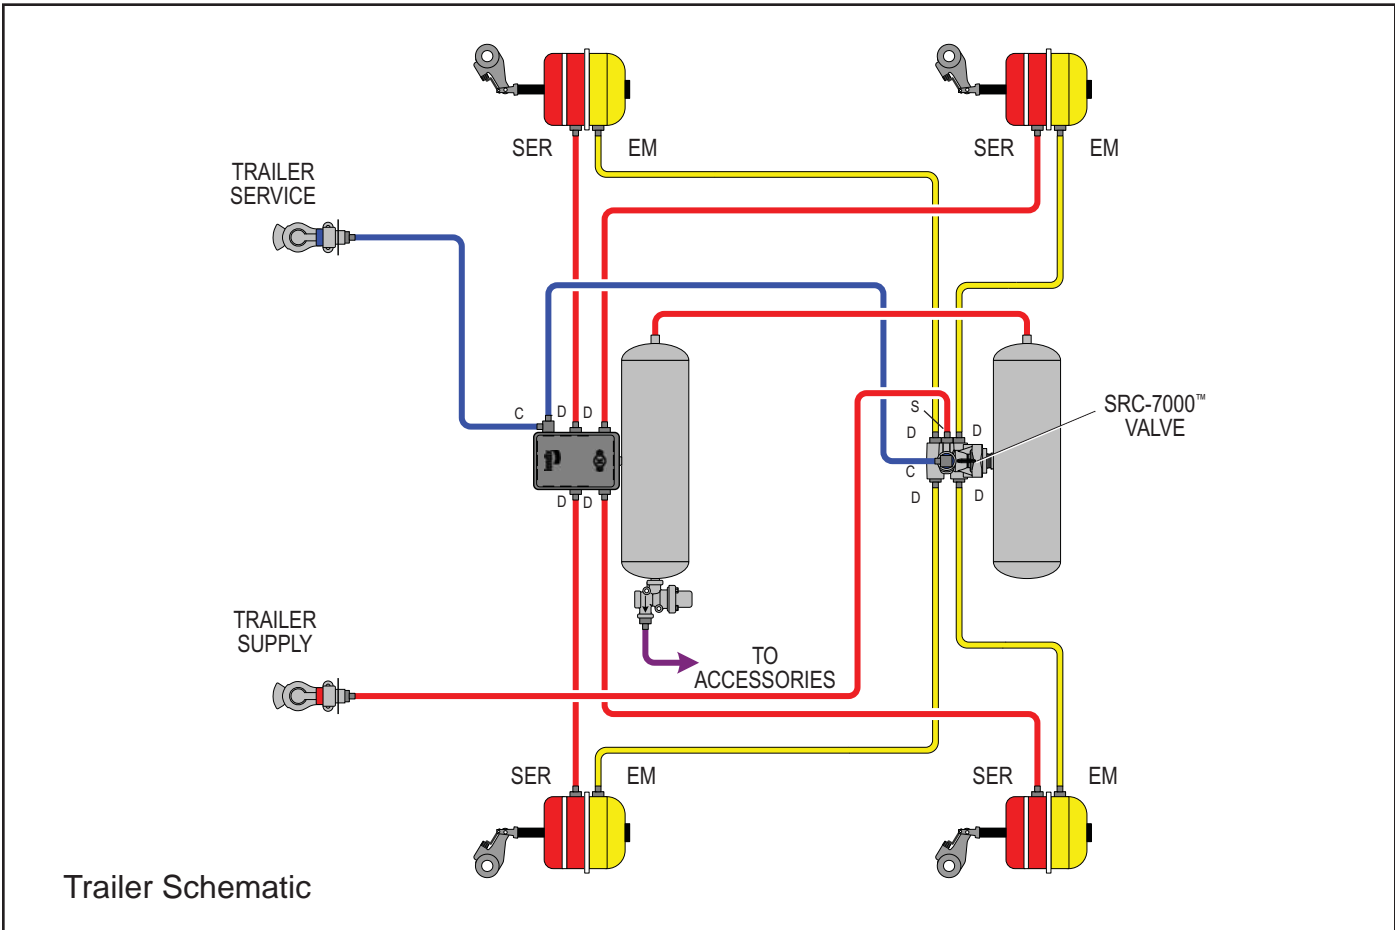 SER
EM
SER
EM
TRAILER
SERVICE
C
D
D
S
D
D
C
D
D
SRC-7000™
VALVE
D
D
TRAILER
SUPPLY
TO
ACCESSORIES
SER
EM
SER
EM
Trailer Schematic